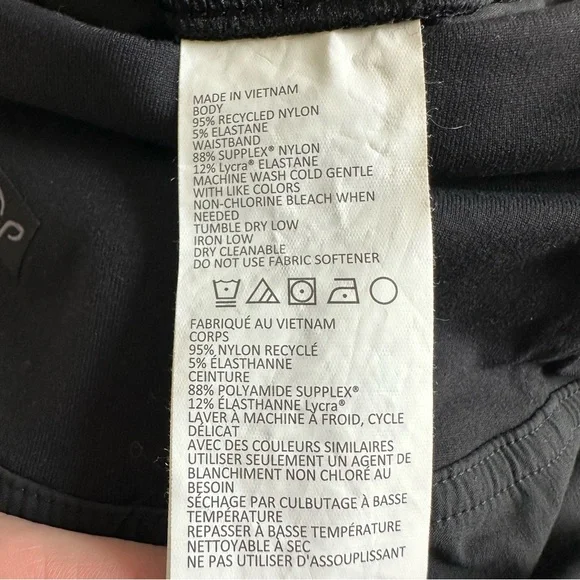 MADE IN VIETNAM
BODY
95% RECYCLED NYLON
5% ELASTANE
WAISTBAND
88% SUPPLEX® NYLON
12% Lycra® ELASTANE
MACHINE WASH COLD GENTLE
WITH LIKE COLORS
NON-CHLORINE BLEACH WHEN
NEEDED
TUMBLE DRY LOW
IRON LOW
DRY CLEANABLE
DO NOT USE FABRIC SOFTENER
FABRIQUÉ AU VIETNAM
CORPS
95% NYLON RECYCLÉ
5% ÉLASTHANNE
CEINTURE
88% POLYAMIDE SUPPLEX®
12% ÉLASTHANNE Lycra®
LAVER À MACHINE À FROID, CYCLE
DÉLICAT
AVEC DES COULEURS SIMILAIRES
UTILISER SEULEMENT UN AGENT DE
BLANCHIMENT NON CHLORÉ AU
BESOIN
SÉCHAGE PAR CULBUTAGE À BASSE
TEMPÉRATURE
REPASSER À BASSE TEMPÉRATURE
NETTOYABLE À SEC
NE PAS UTILISER D'ASSOUPLISSANT